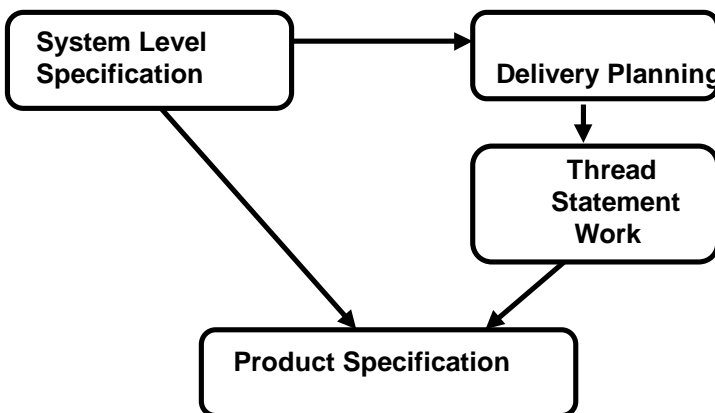 System Level
Specification
Delivery Planning
Thread
Statement
Work
Product Specification